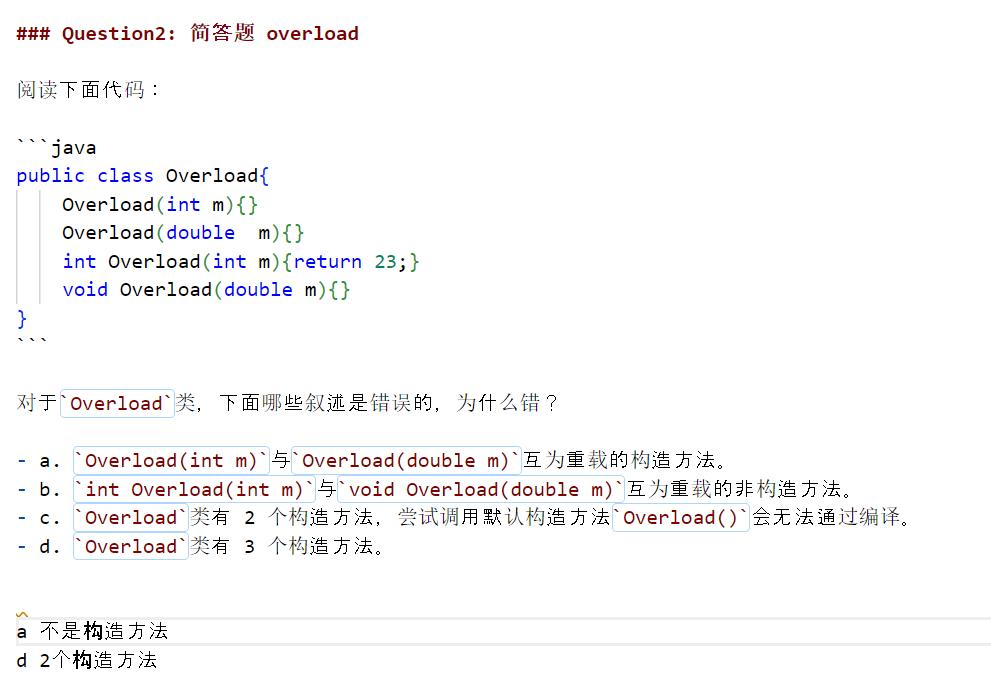 ### Question2: 简答题 overload
阅读下面代码：
```java
public class Overload{
    Overload(int m){}
    Overload(double  m){}
    int Overload(int m){return 23;}
    void Overload(double m){}
}
```
对于`Overload`类，下面哪些叙述是错误的，为什么错？
- a. `Overload(int m)`与`Overload(double m)`互为重载的构造方法。
- b. `int Overload(int m)`与`void Overload(double m)`互为重载的非构造方法。
- c. `Overload`类有 2 个构造方法，尝试调用默认构造方法`Overload()`会无法通过编译。
- d. `Overload`类有 3 个构造方法。
a 不是构造方法
d 2个构造方法